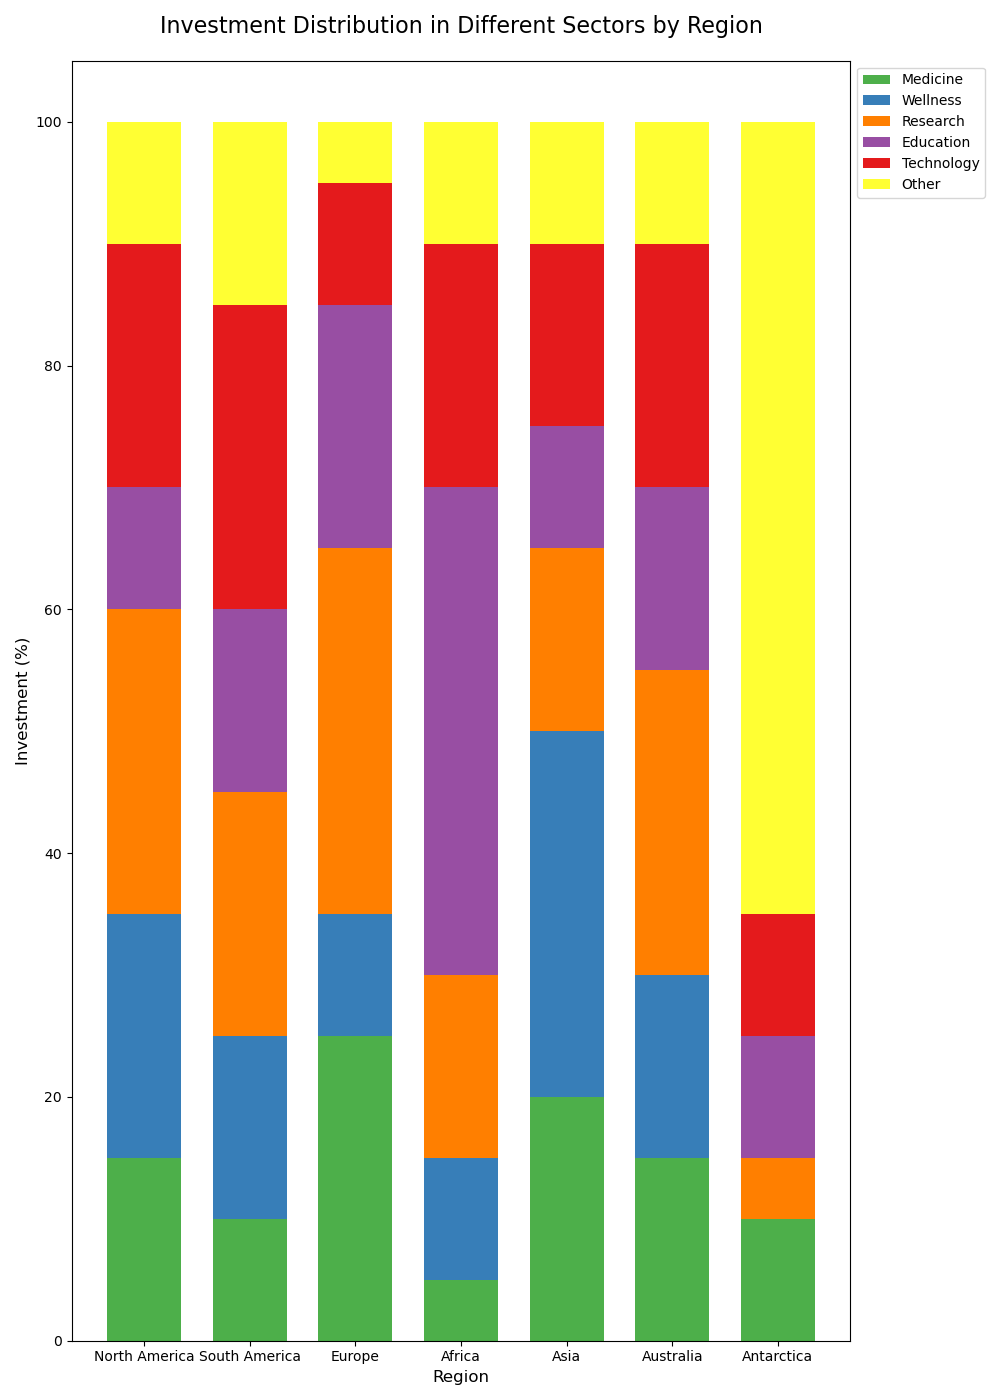 Investment Distribution in Different Sectors by Region
Medicine
Wellness
Research
Education
Technology
Other
100
80
60
40
20
0
Investment (%)
North America South America Europe Africa Asia Australia Antarctica
Region